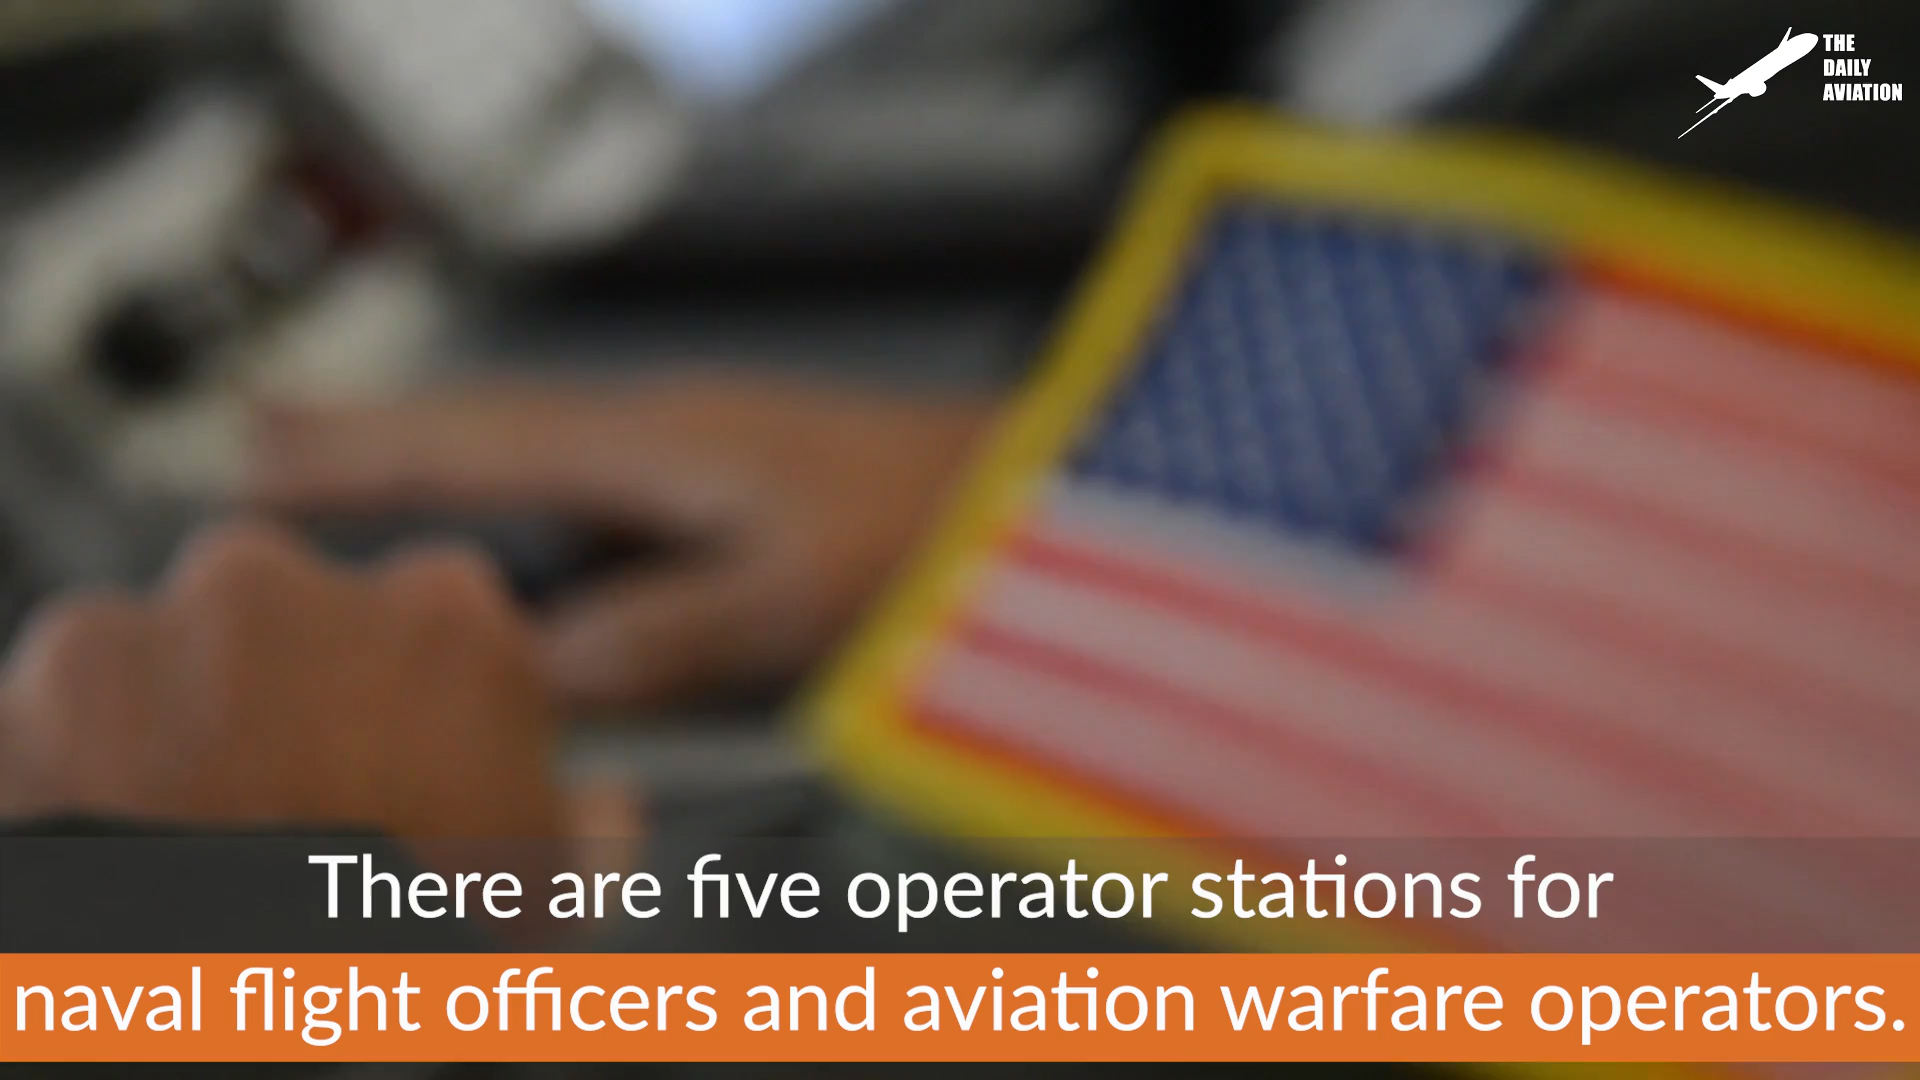 THE
DAILY
AVIATION
There are five operator stations for
naval flight officers and aviation warfare operators.